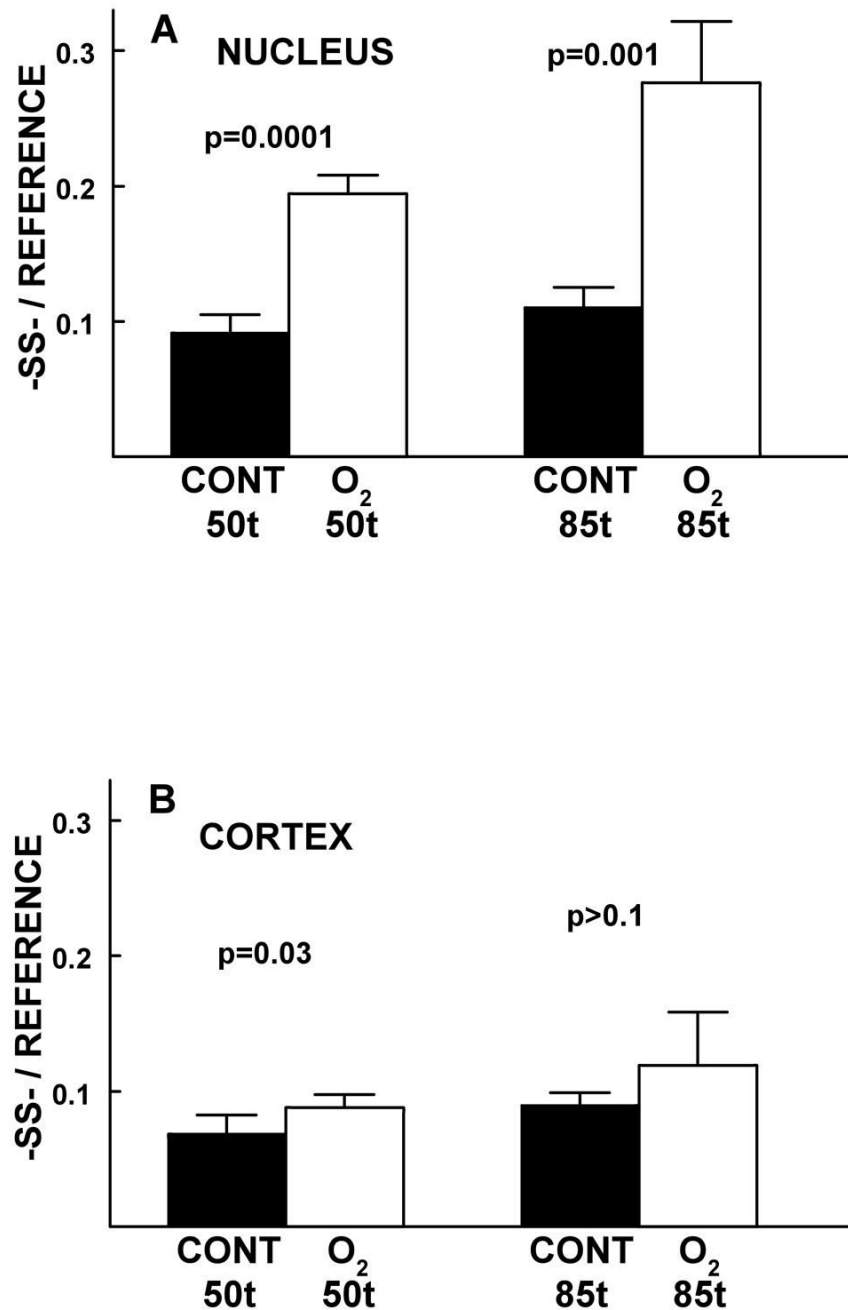 A
NUCLEUS
p=0.0001
p=0.001
-SS- / REFERENCE
0.3
0.2
0.1
CONT
50t
O₂
50t
CONT
85t
O₂
85t
B
CORTEX
p=0.03
p>0.1
-SS- / REFERENCE
0.3
0.2
0.1
CONT
50t
O₂
50t
CONT
85t
O₂
85t